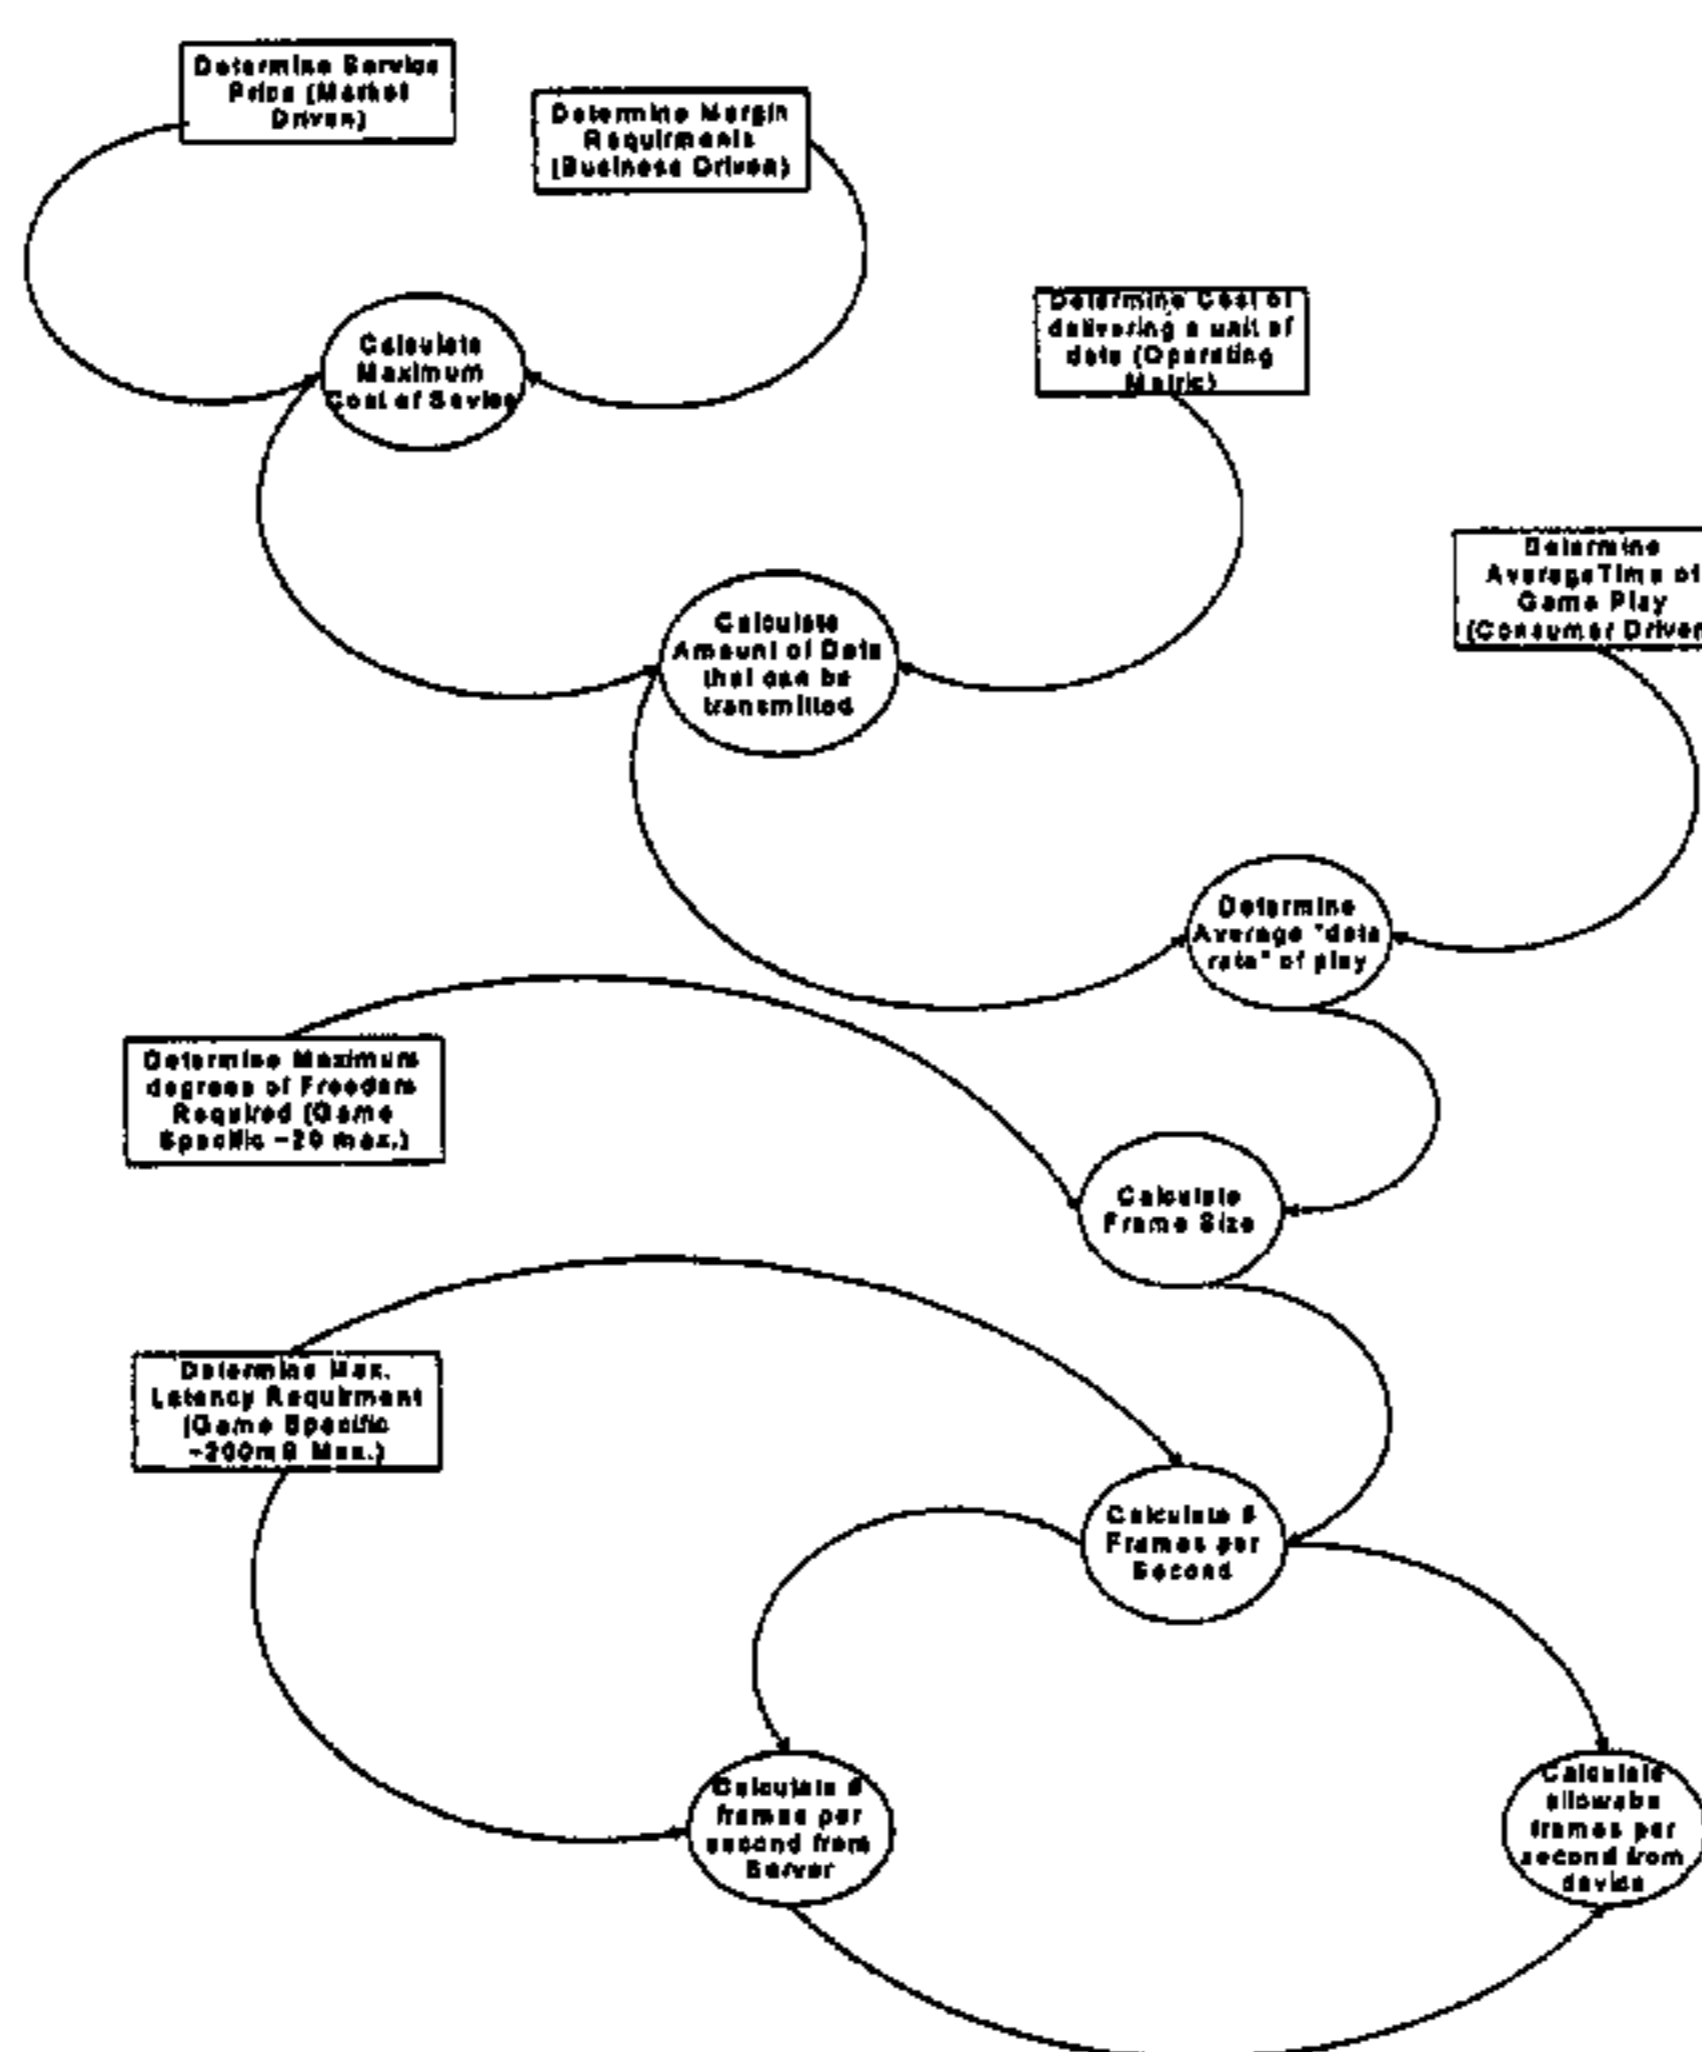 Determine Service
Price (Market
Driven)
Determine Margin
Requirments
(Business Driven)
Calculate
Maximum
Cost of Sevice
Determine Cost of
delivering a unit of
data (Operating
Metric)
Determine
AverageTime of
Game Play
(Consumer Driven
Calculate
Amount of Data
that can be
transmitted
Determine
Average "data
rate" of play
Determine Maximum
degrees of Freedom
Required (Game
Specific ~20 max.)
Calculate
Frame Size
Determine Max.
Latency Requirment
(Game Specific
~200mS Max.)
Calculate #
Frames per
Second
Calculate #
frames per
second from
Server
Calculate
allowabe
frames per
second from
device